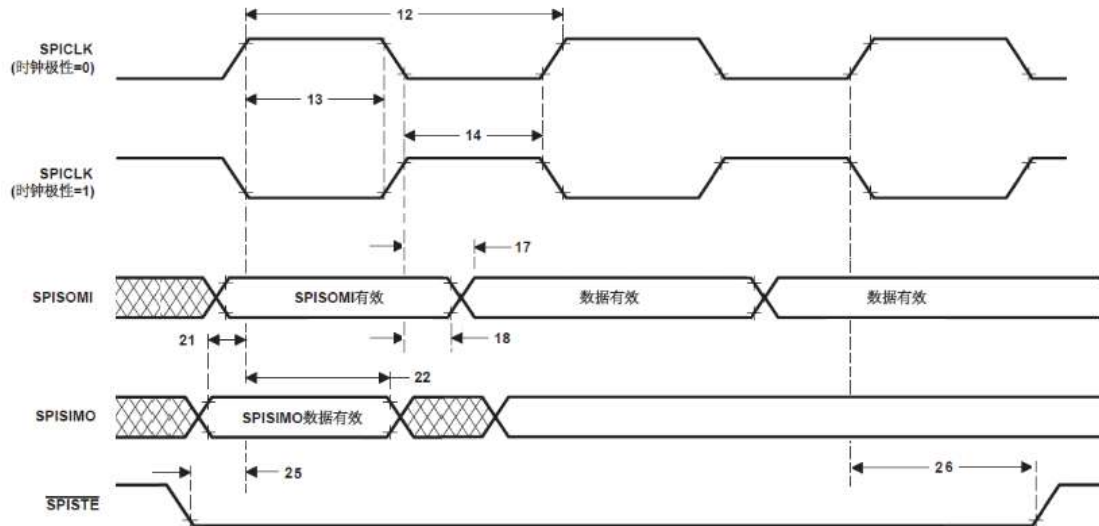 12
SPICLK
(时钟极性=0)
13
14
SPICLK
(时钟极性=1)
17
SPISOMI
SPISOMI有效
数据有效
数据有效
21
18
22
SPISIMO
SPISIMO数据有效
25
26
SPISTE